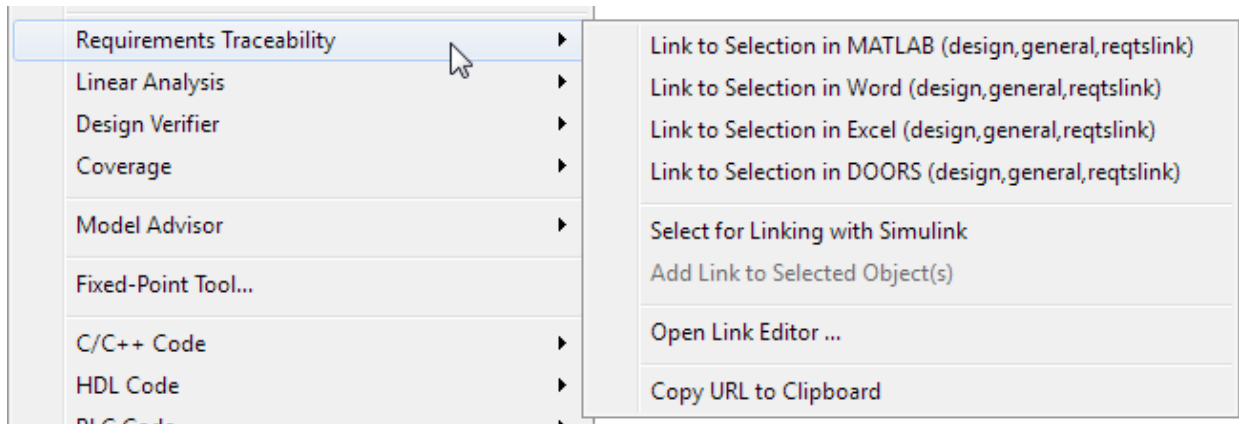 Requirements Traceability
Linear Analysis
Design Verifier
Coverage
Model Advisor
Fixed-Point Tool...
C/C++ Code
HDL Code
PLC Code
Link to Selection in MATLAB (design,general,reqtslink)
Link to Selection in Word (design,general,reqtslink)
Link to Selection in Excel (design,general,reqtslink)
Link to Selection in DOORS (design,general,reqtslink)
Select for Linking with Simulink
Add Link to Selected Object(s)
Open Link Editor ...
Copy URL to Clipboard